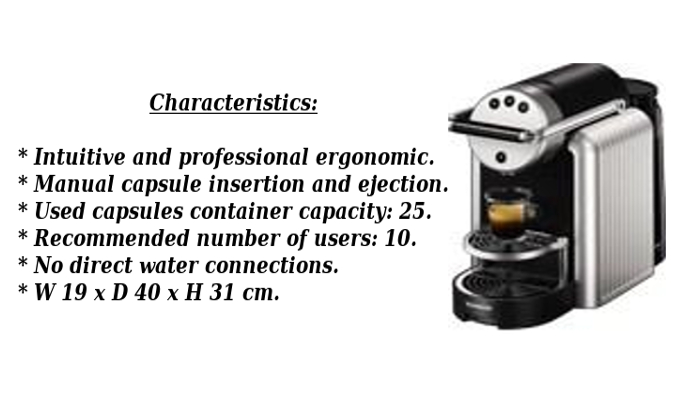 Characteristics:
* Intuitive and professional ergonomic.
* Manual capsule insertion and ejection.
* Used capsules container capacity: 25.
* Recommended number of users: 10.
* No direct water connections.
* W 19 x D 40 x H 31 cm.